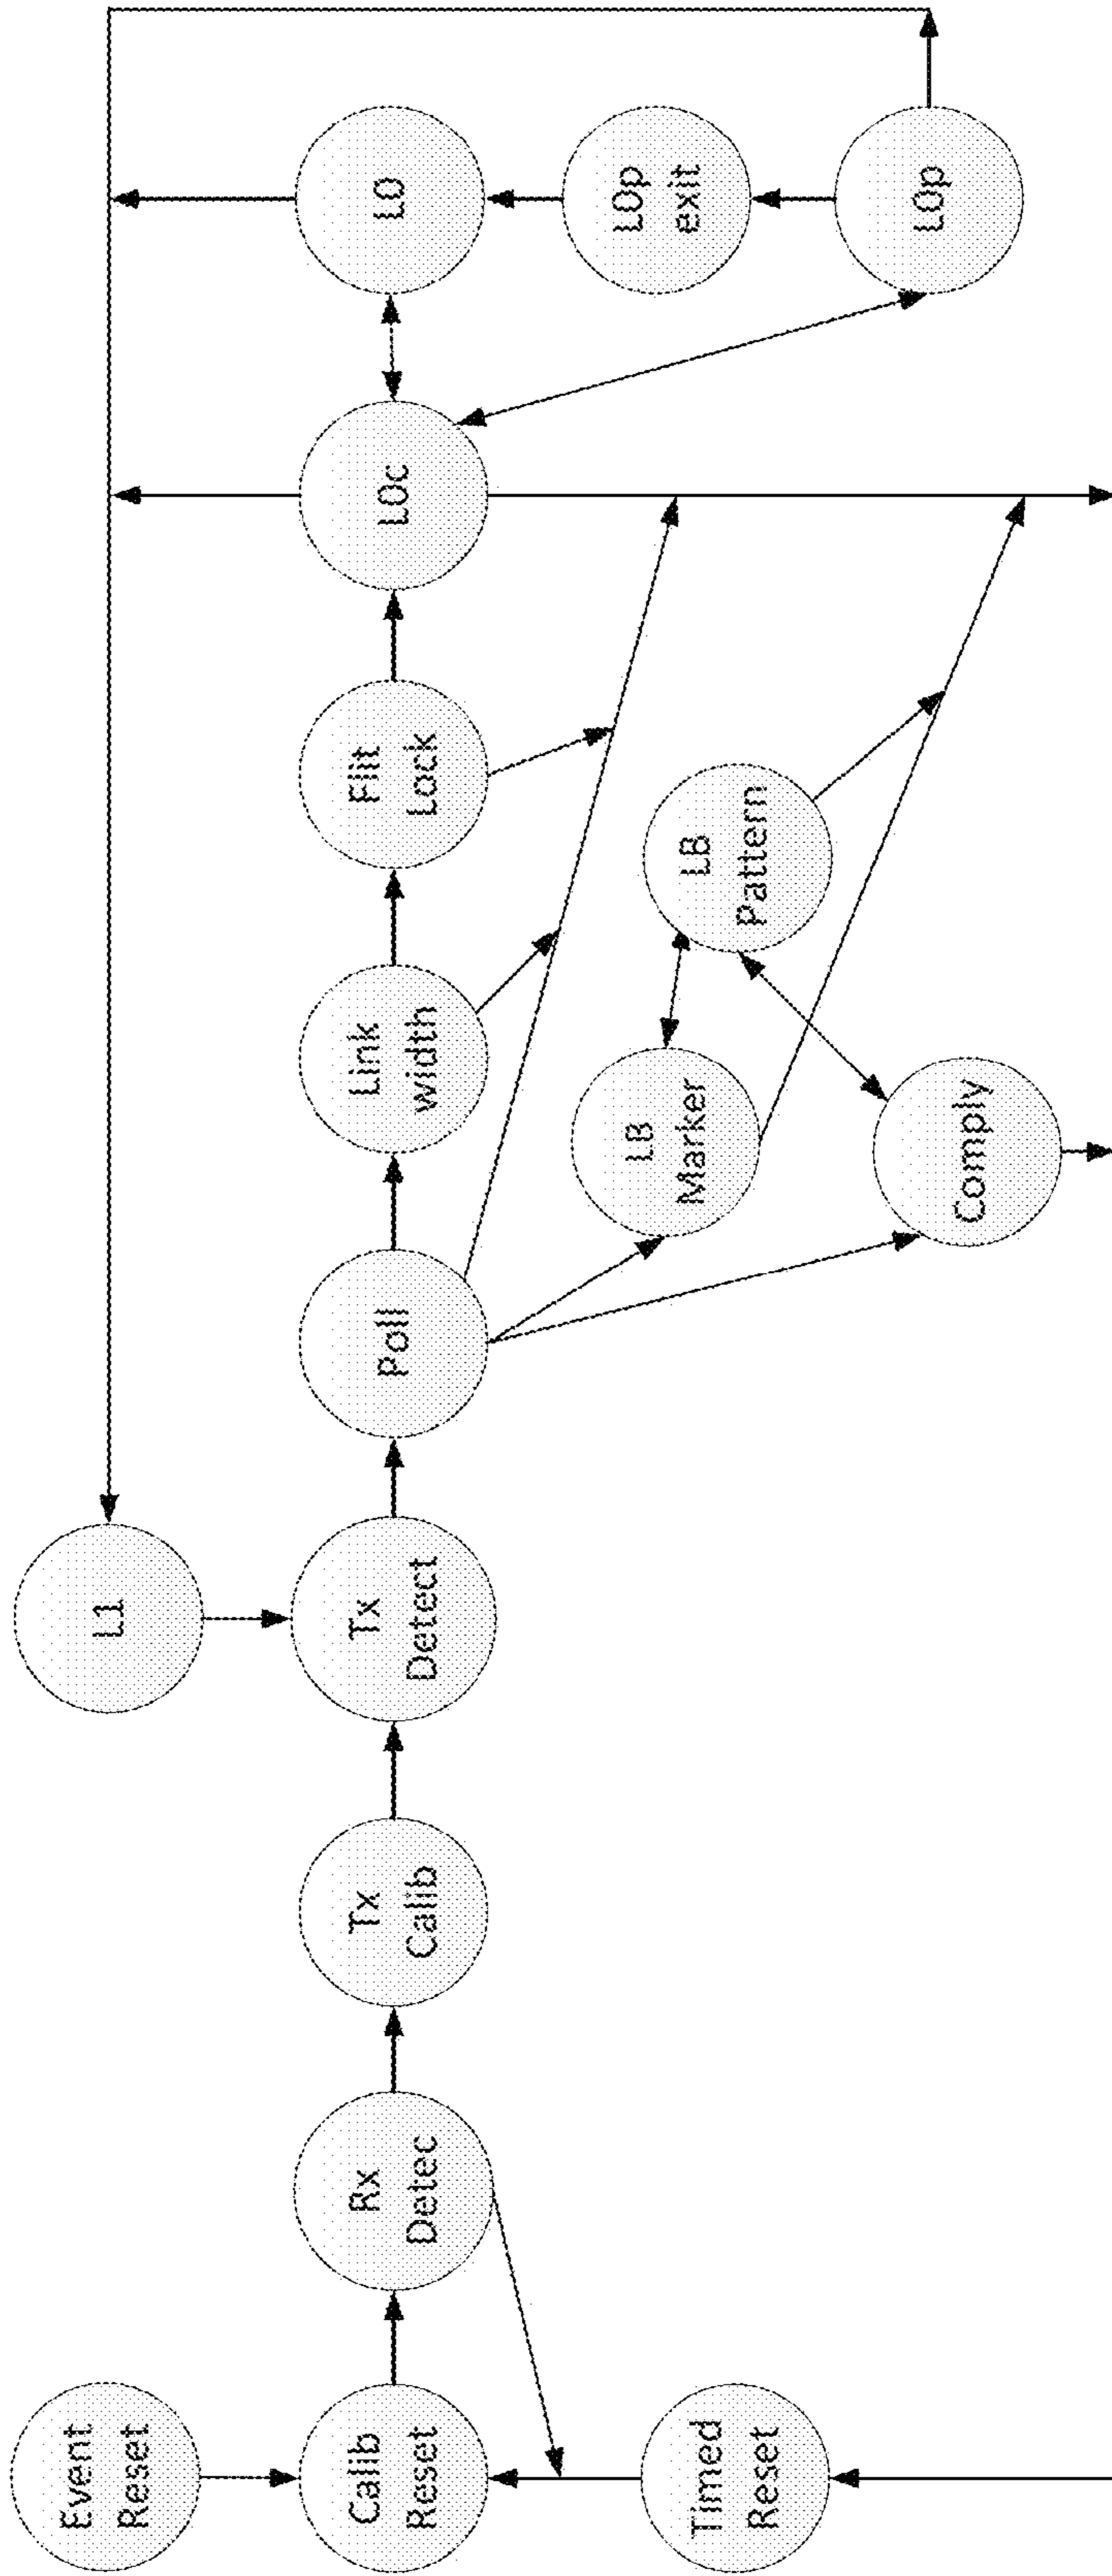 Event
Reset
Calib
Reset
Timed
Reset
Rx
Detec
Tx
Calib
L1
Tx
Detect
Poll
Link
width
LB
Marker
Comply
Flit
Lock
LB
Pattern
L0c
L0
L0p
exit
L0p